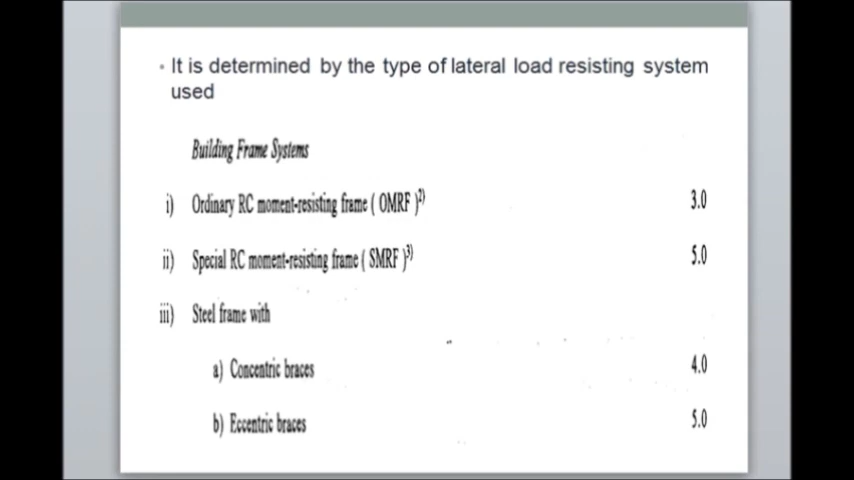 • It is determined by the type of lateral load resisting system
used
Building Frame Systems
i) Ordinary RC moment-resisting frame ( OMRF )2) 3.0
ii) Special RC moment-resisting frame ( SMRF )3) 5.0
iii) Steel frame with
a) Concentric braces 4.0
b) Eccentric braces 5.0